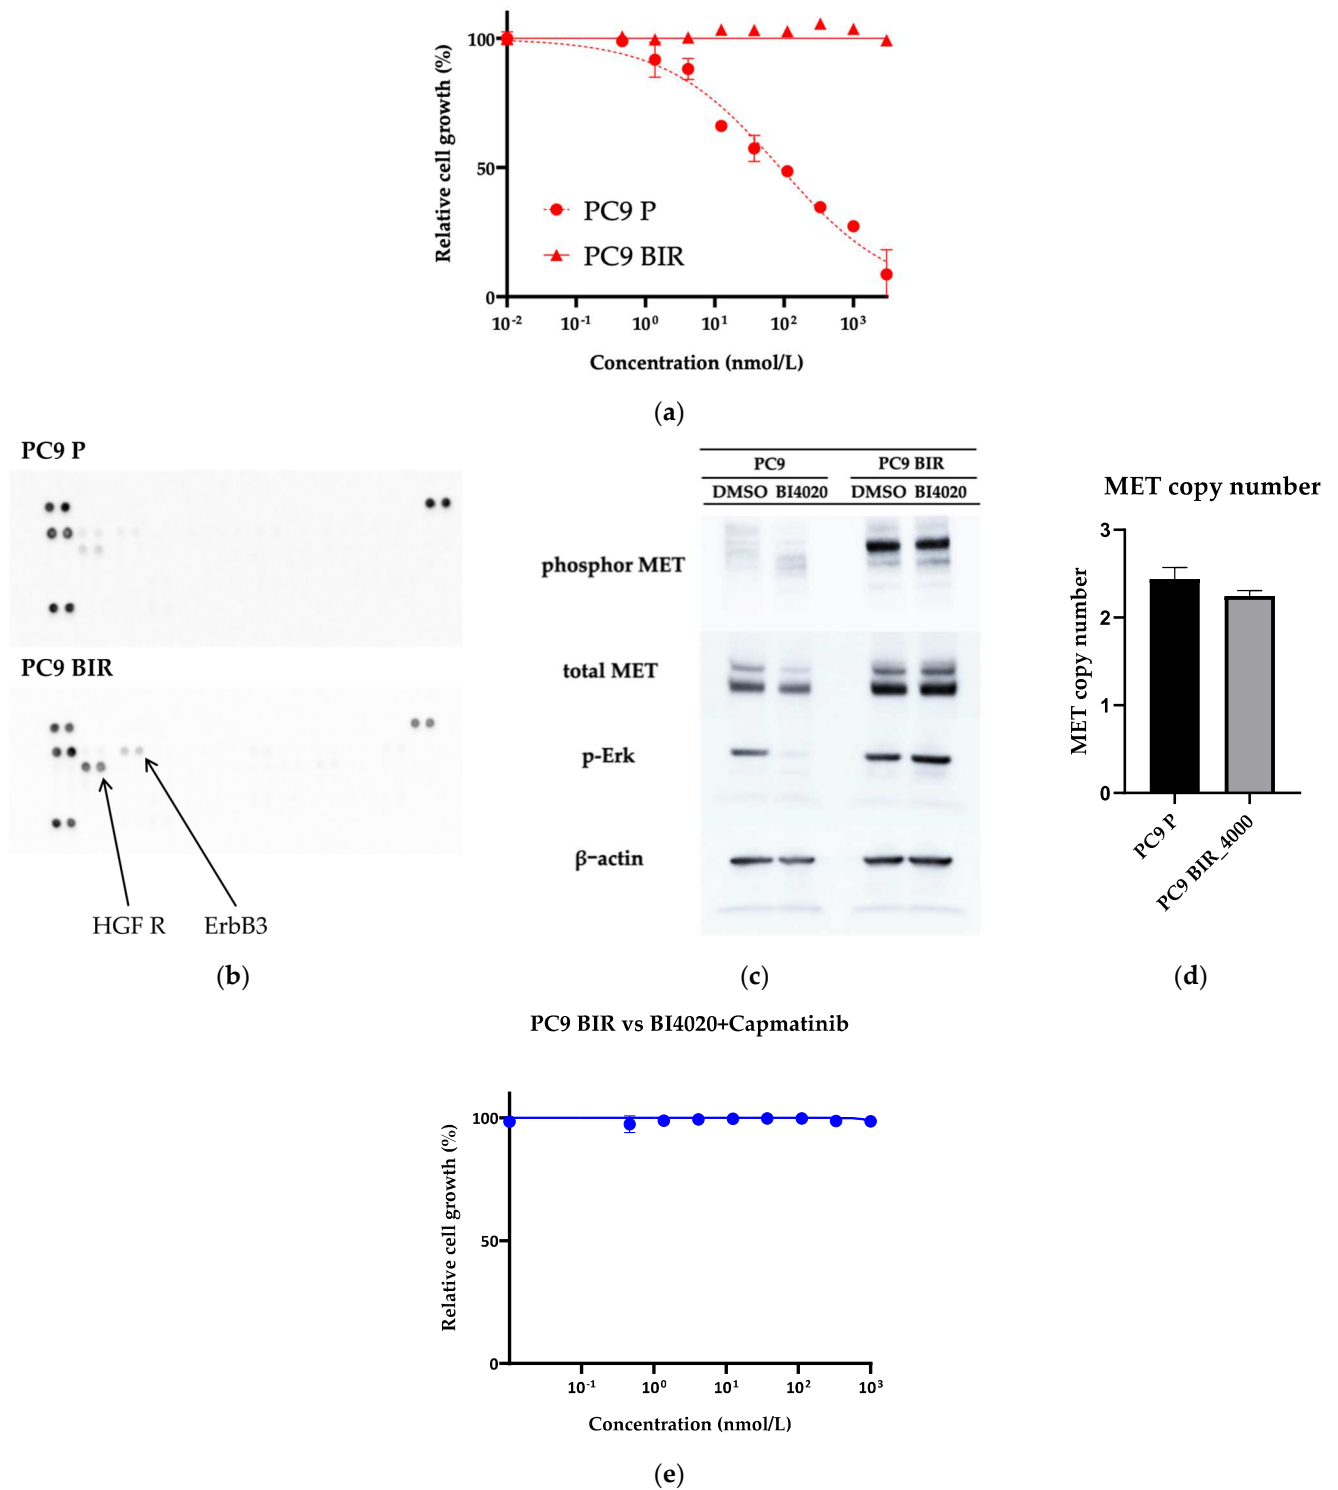 100
50
0
Relative cell growth (%)
PC9 P
PC9 BIR
10-2 10-1 100 101 102 103
Concentration (nmol/L)
(a)
PC9 P
PC9 BIR
HGF R ErbB3
(b)
PC9 PC9 BIR
DMSO BI4020 DMSO BI4020
phosphor MET
total MET
p-Erk
β-actin
(c)
MET copy number
3
2
1
0
MET copy number
PC9 P
PC9 BIR_4000
(d)
PC9 BIR vs BI4020+Capmatinib
100
50
0
Relative cell growth (%)
10-1 100 101 102 103
Concentration (nmol/L)
(e)